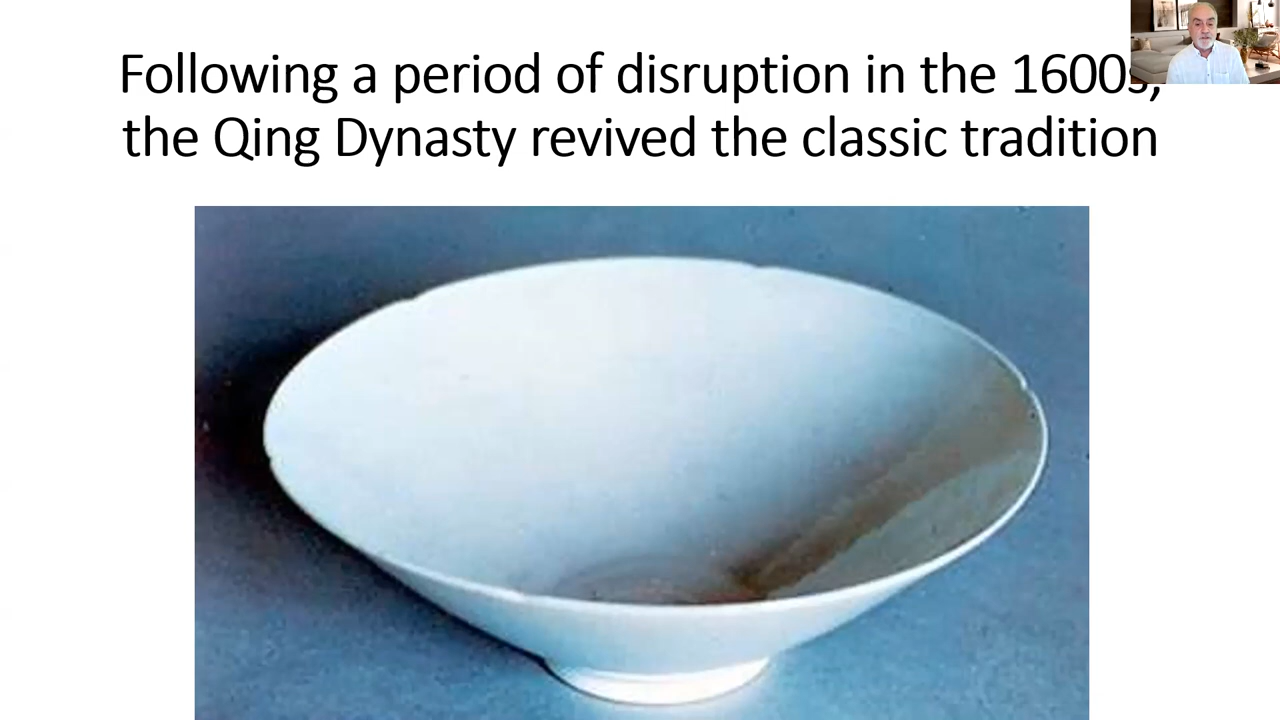 Following a period of disruption in the 1600s,
the Qing Dynasty revived the classic tradition